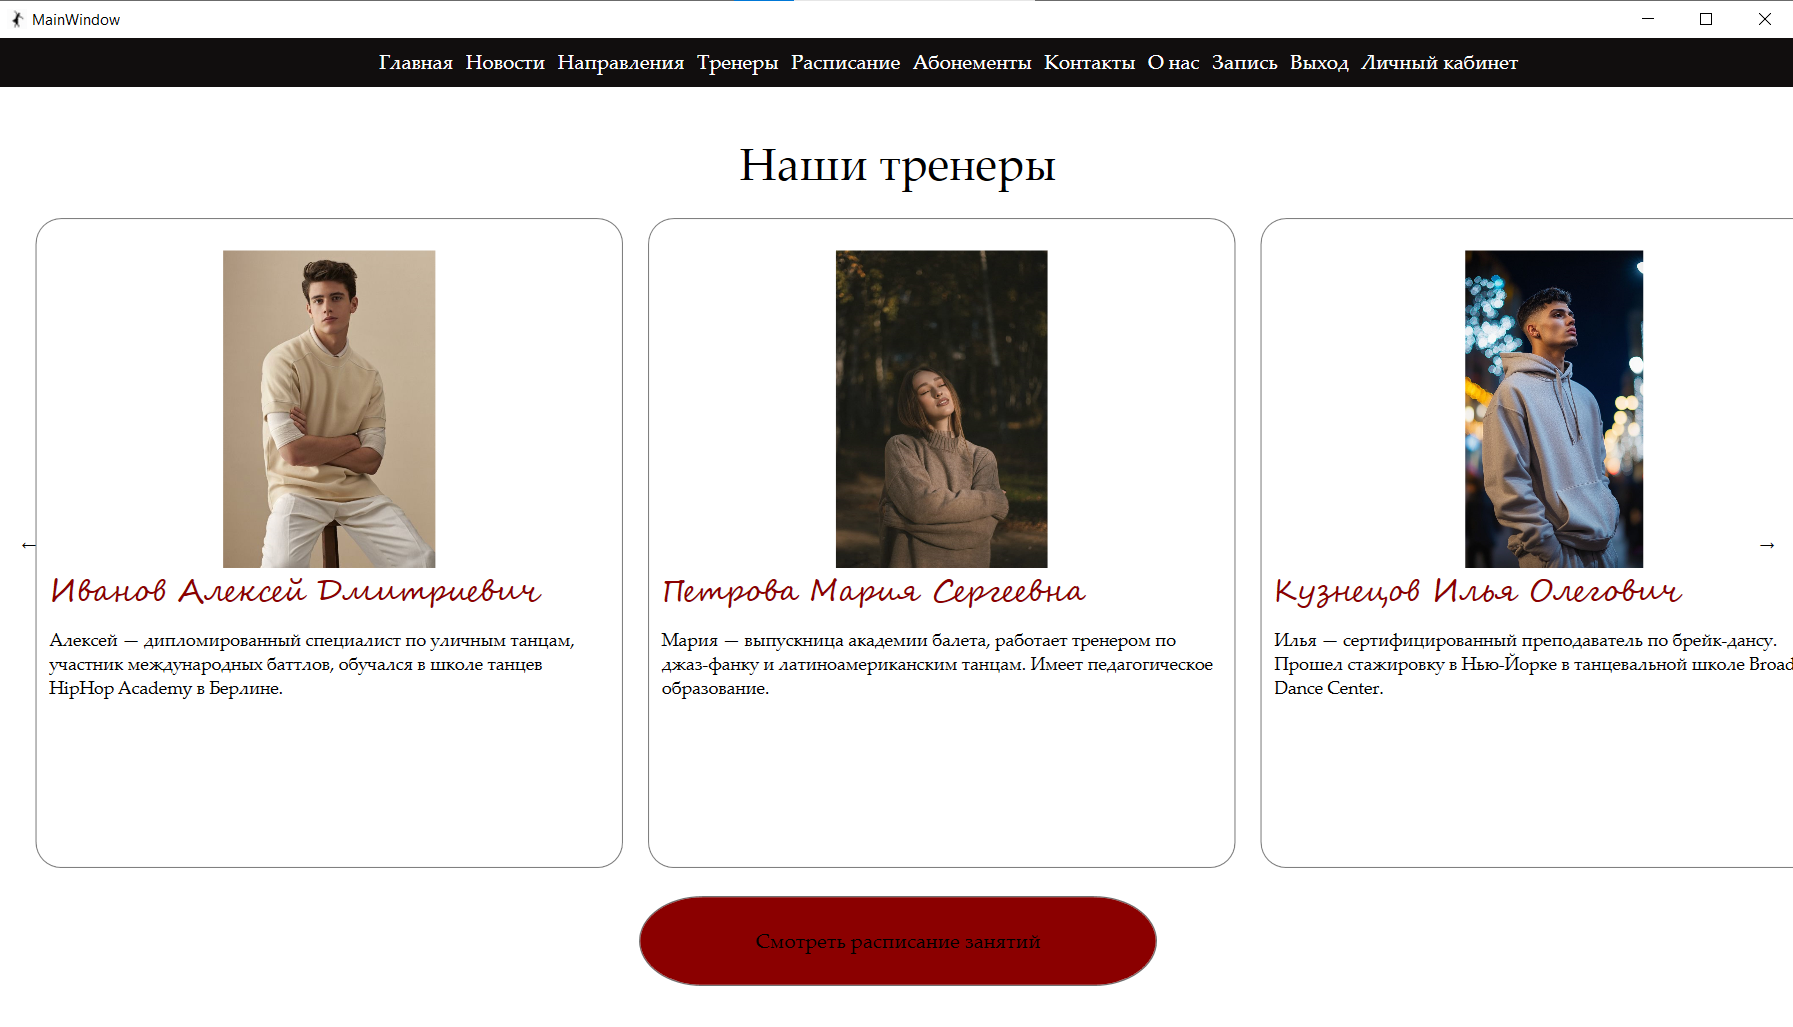 MainWindow
Главная Новости Направления Тренеры Расписание Абонементы Контакты О нас Запись Выход Личный кабинет
Наши тренеры
←
→
Иванов Алексей Дмитриевич
Алексей — дипломированный специалист по уличным танцам,
участник международных баттлов, обучался в школе танцев
HipHop Academy в Берлине.
Петрова Мария Сергеевна
Мария — выпускница академии балета, работает тренером по
джаз-фанку и латиноамериканским танцам. Имеет педагогическое
образование.
Кузнецов Илья Олегович
Илья — сертифицированный преподаватель по брейк-дансу.
Прошел стажировку в Нью-Йорке в танцевальной школе Broad
Dance Center.
Смотреть расписание занятий